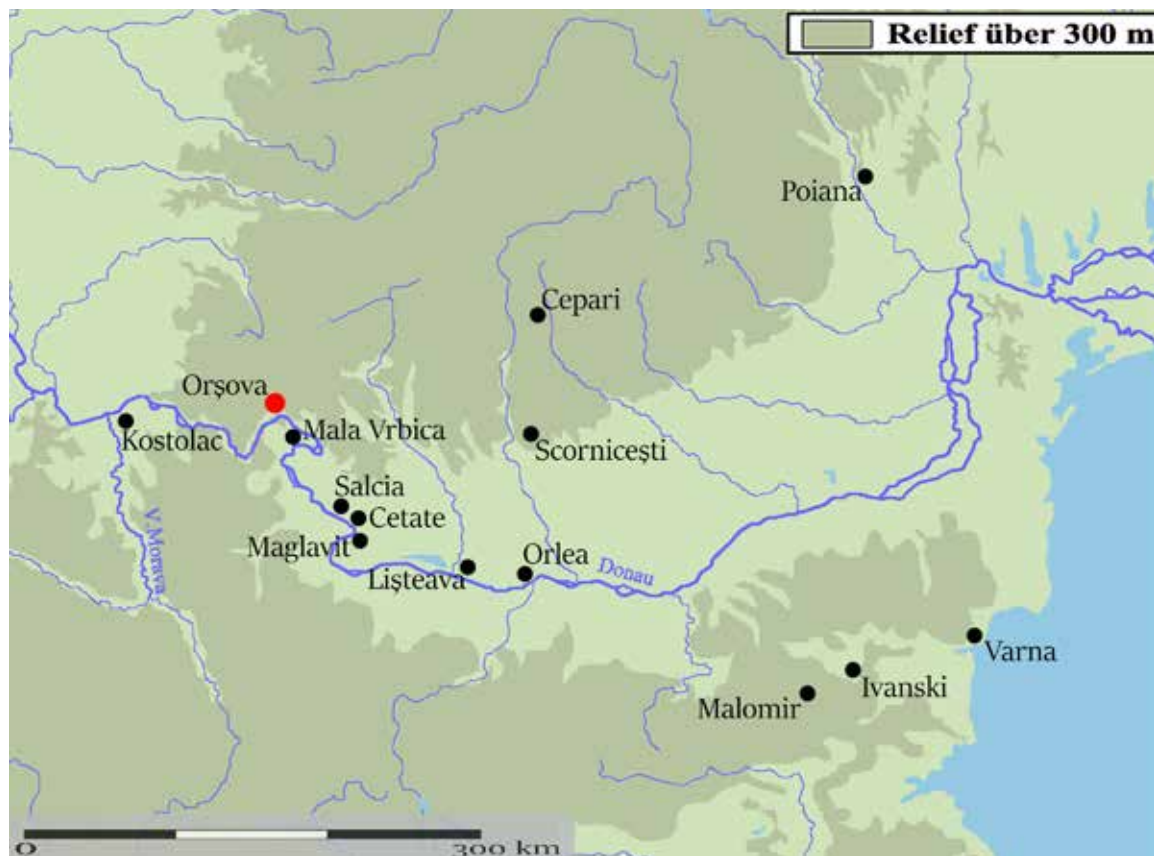 Relief über 300 m
Poiana
Cepari
Orşova
Kostolac
Mala Vrbica
Scorniceşti
Salcia
Cetate
Maglavit
V.Morava
Lişteava
Orlea
Donau
Varna
Ivanski
Malomir
0 300 km